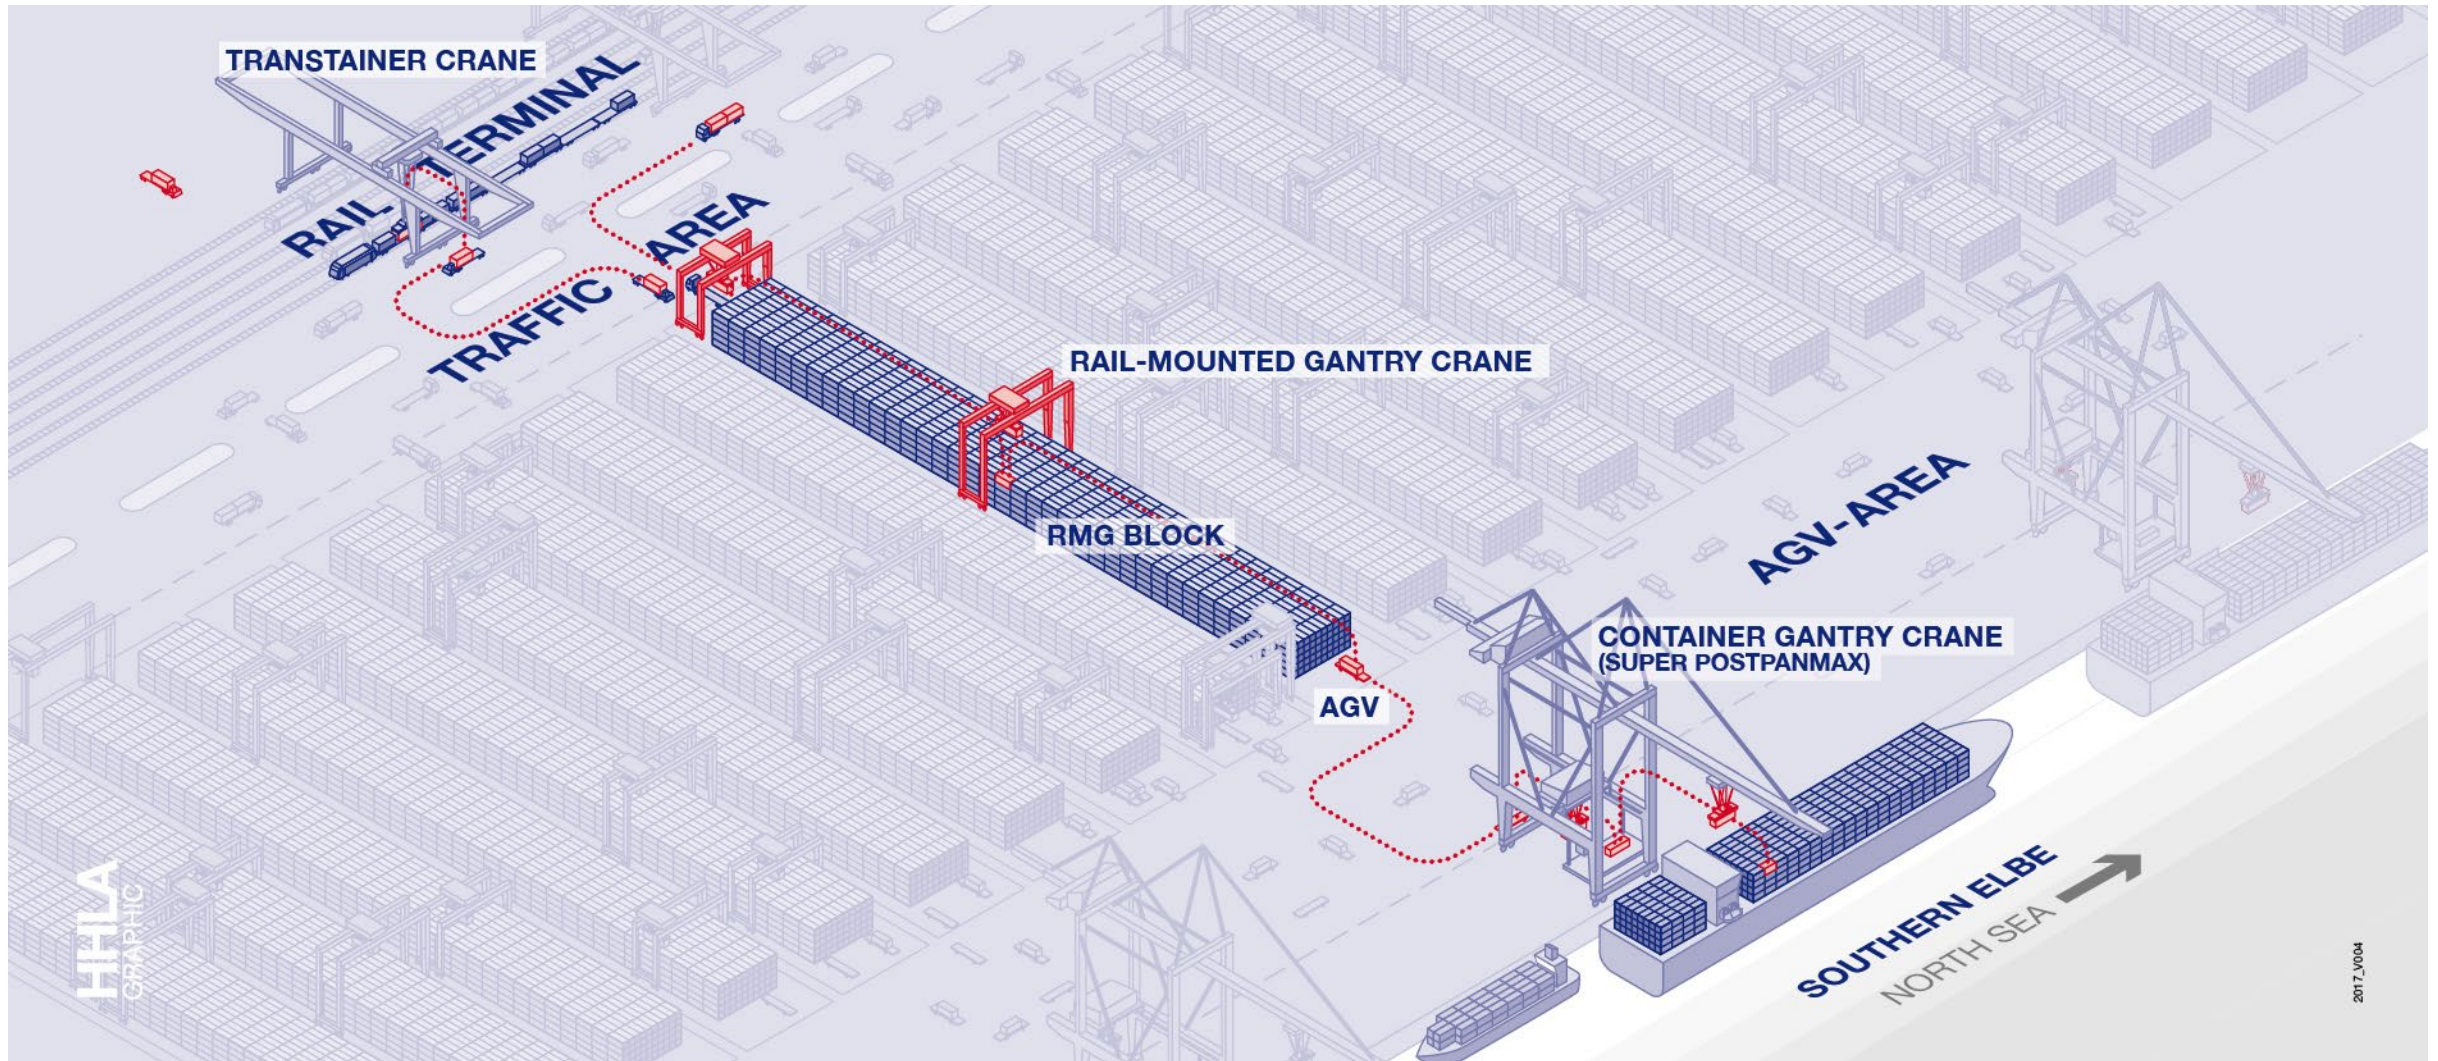 TRANSTAINER CRANE
RAIL TERMINAL
TRAFFIC AREA
RAIL-MOUNTED GANTRY CRANE
RMG BLOCK
AGV-AREA
CONTAINER GANTRY CRANE
(SUPER POSTPANMAX)
AGV
SOUTHERN ELBE
NORTH SEA
HHLA
GRAPHIC
2017_V004